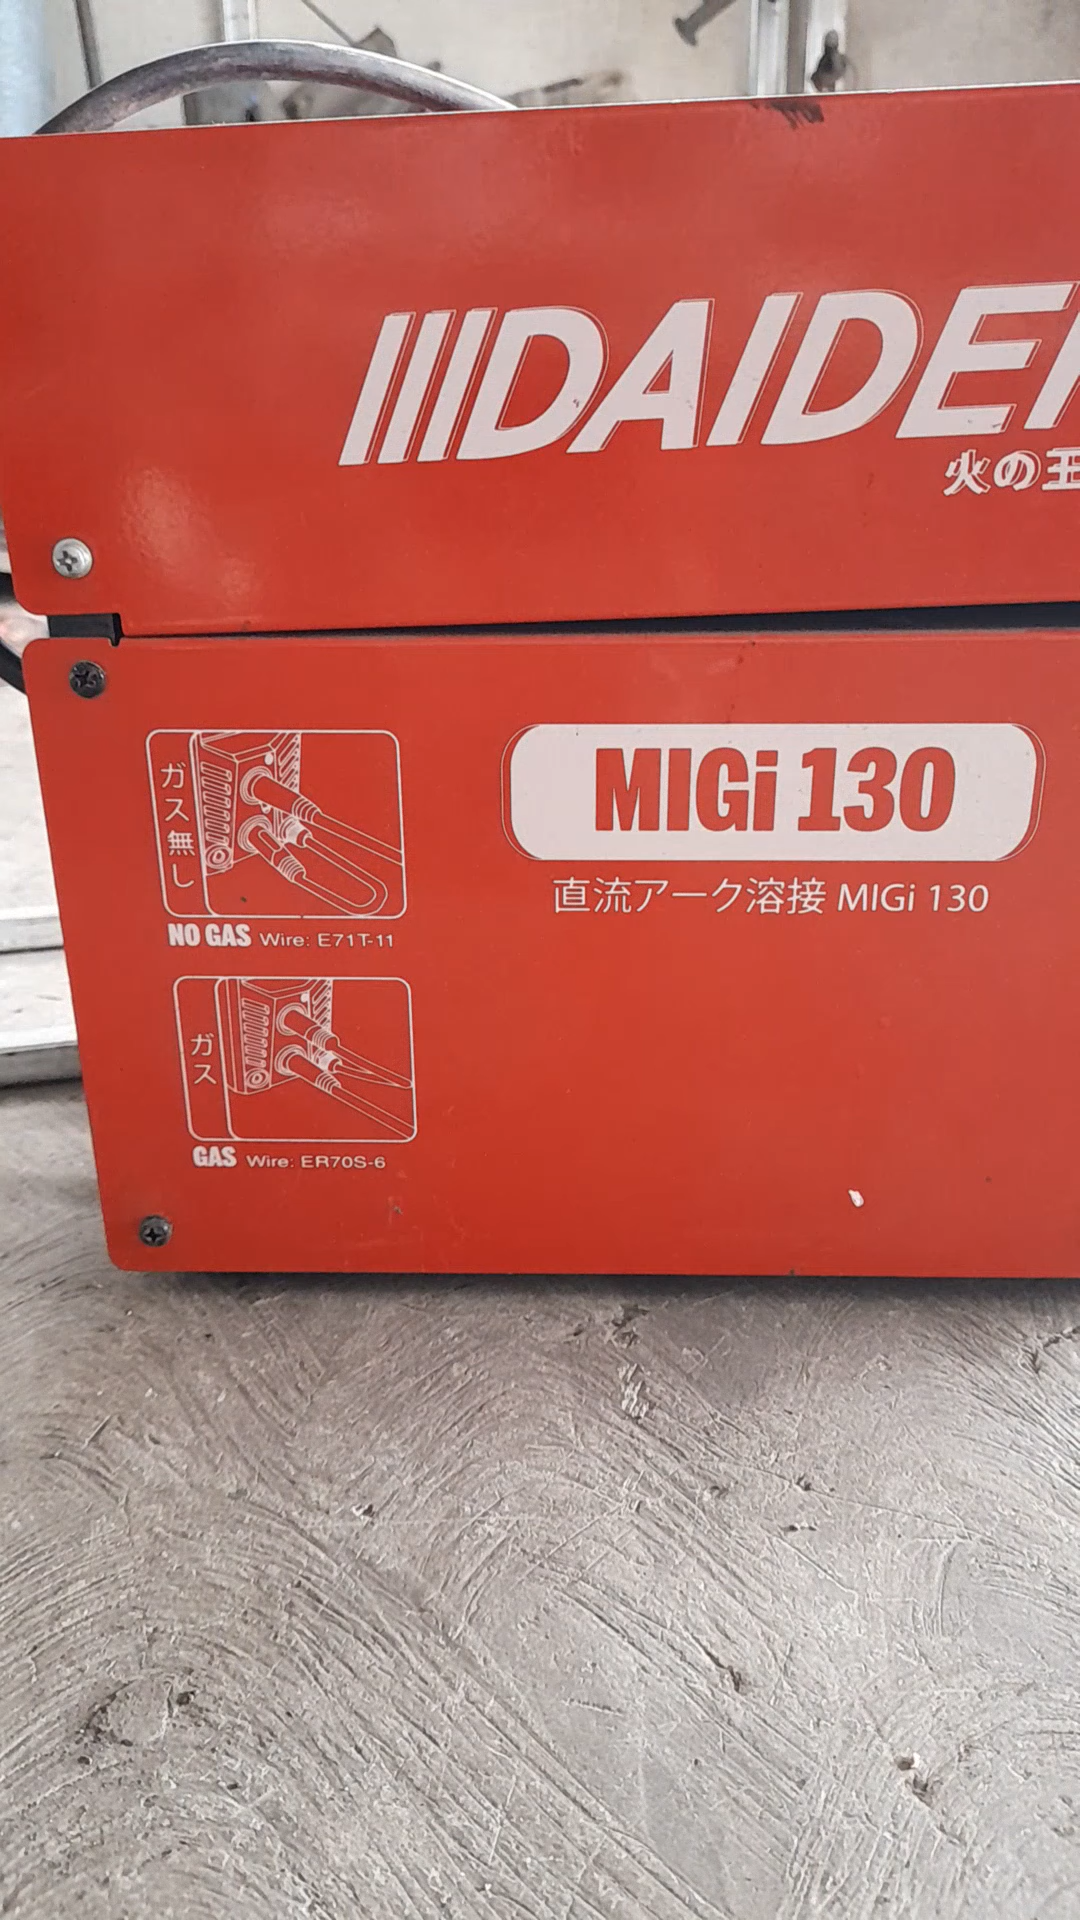 DAIDE
火の王
MIGi 130
直流アーク溶接 MIGi 130
ガス無し
NO GAS Wire: E71T-11
ガス
GAS Wire: ER70S-6